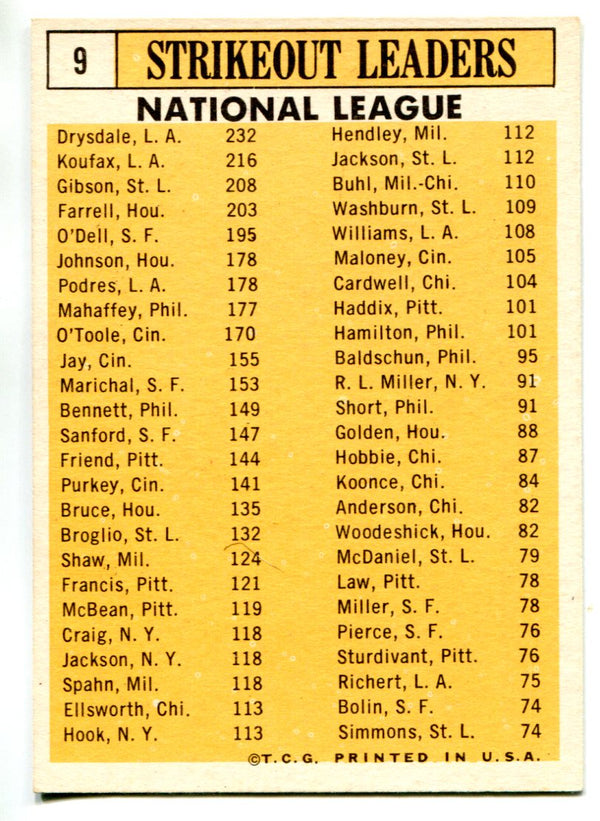 9 STRIKEOUT LEADERS
NATIONAL LEAGUE
Drysdale, L. A. 232
Koufax, L. A. 216
Gibson, St. L. 208
Farrell, Hou. 203
O'Dell, S. F. 195
Johnson, Hou. 178
Podres, L. A. 178
Mahaffey, Phil. 177
O'Toole, Cin. 170
Jay, Cin. 155
Marichal, S. F. 153
Bennett, Phil. 149
Sanford, S. F. 147
Friend, Pitt. 144
Purkey, Cin. 141
Bruce, Hou. 135
Broglio, St. L. 132
Shaw, Mil. 124
Francis, Pitt. 121
McBean, Pitt. 119
Craig, N. Y. 118
Jackson, N. Y. 118
Spahn, Mil. 118
Ellsworth, Chi. 113
Hook, N. Y. 113
Hendley, Mil. 112
Jackson, St. L. 112
Buhl, Mil.-Chi. 110
Washburn, St. L. 109
Williams, L. A. 108
Maloney, Cin. 105
Cardwell, Chi. 104
Haddix, Pitt. 101
Hamilton, Phil. 101
Baldschun, Phil. 95
R. L. Miller, N. Y. 91
Short, Phil. 91
Golden, Hou. 88
Hobbie, Chi. 87
Koonce, Chi. 84
Anderson, Chi. 82
Woodeshick, Hou. 82
McDaniel, St. L. 79
Law, Pitt. 78
Miller, S. F. 78
Pierce, S. F. 76
Sturdivant, Pitt. 76
Richert, L. A. 75
Bolin, S. F. 74
Simmons, St. L. 74
©T.C.G. PRINTED IN U.S.A.